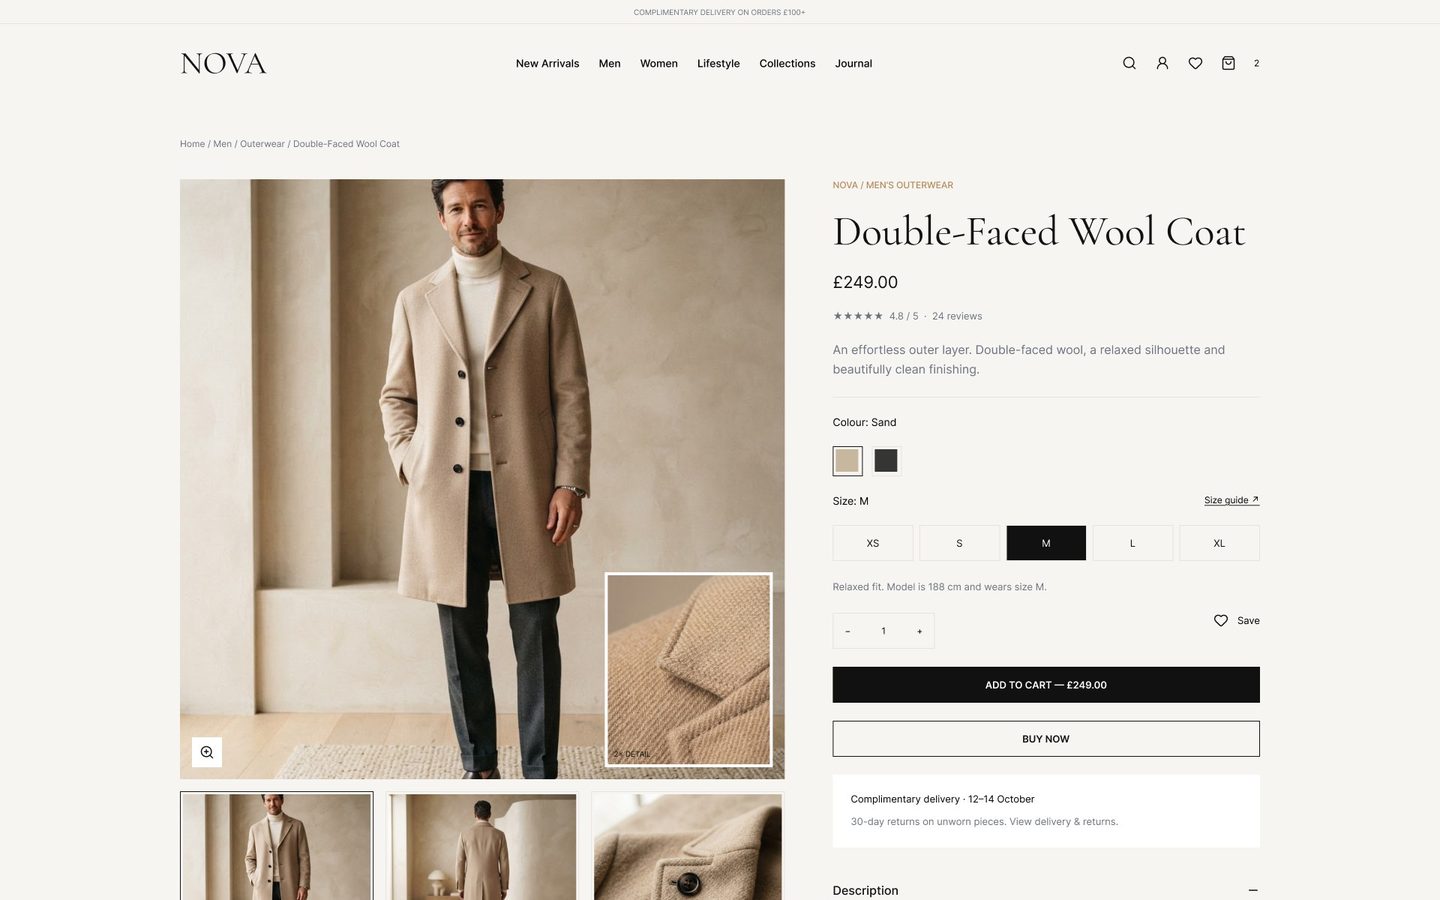 COMPLIMENTARY DELIVERY ON ORDERS £100+
NOVA
New Arrivals Men Women Lifestyle Collections Journal
2
Home / Men / Outerwear / Double-Faced Wool Coat
NOVA / MEN'S OUTERWEAR
Double-Faced Wool Coat
£249.00
★★★★★ 4.8 / 5 · 24 reviews
An effortless outer layer. Double-faced wool, a relaxed silhouette and
beautifully clean finishing.
Colour: Sand
Size: M
Size guide ↗
XS S M L XL
Relaxed fit. Model is 188 cm and wears size M.
− 1 +
Save
ADD TO CART — £249.00
BUY NOW
2× DETAIL
Complimentary delivery · 12–14 October
30-day returns on unworn pieces. View delivery & returns.
Description −